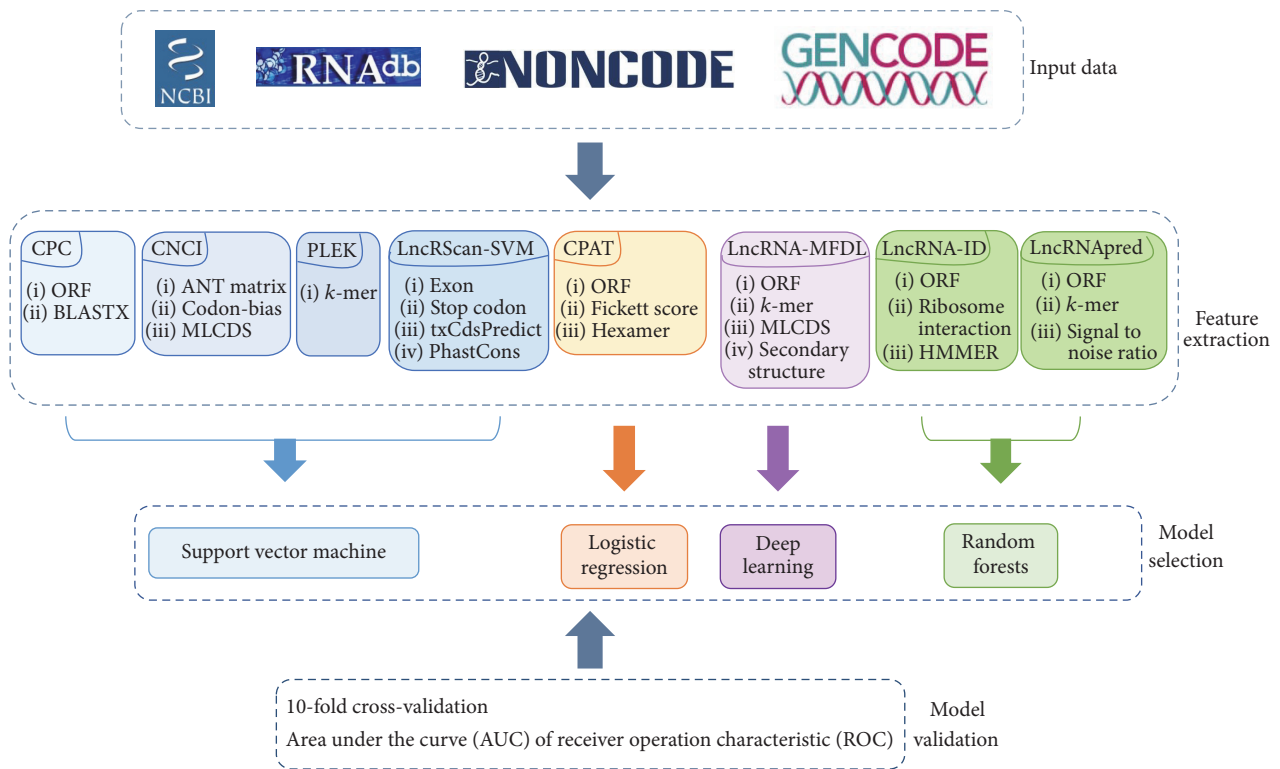 NCBI
RNAdb
NONCODE
GENCODE
Input data
CPC
(i) ORF
(ii) BLASTX
CNCI
(i) ANT matrix
(ii) Codon-bias
(iii) MLCDS
PLEK
(i) k-mer
LncRScan-SVM
(i) Exon
(ii) Stop codon
(iii) txCdsPredict
(iv) PhastCons
CPAT
(i) ORF
(ii) Fickett score
(iii) Hexamer
LncRNA-MFDL
(i) ORF
(ii) k-mer
(iii) MLCDS
(iv) Secondary
structure
LncRNA-ID
(i) ORF
(ii) Ribosome
interaction
(iii) HMMER
LncRNApred
(i) ORF
(ii) k-mer
(iii) Signal to
noise ratio
Feature
extraction
Support vector machine
Logistic
regression
Deep
learning
Random
forests
Model
selection
10-fold cross-validation
Area under the curve (AUC) of receiver operation characteristic (ROC)
Model
validation